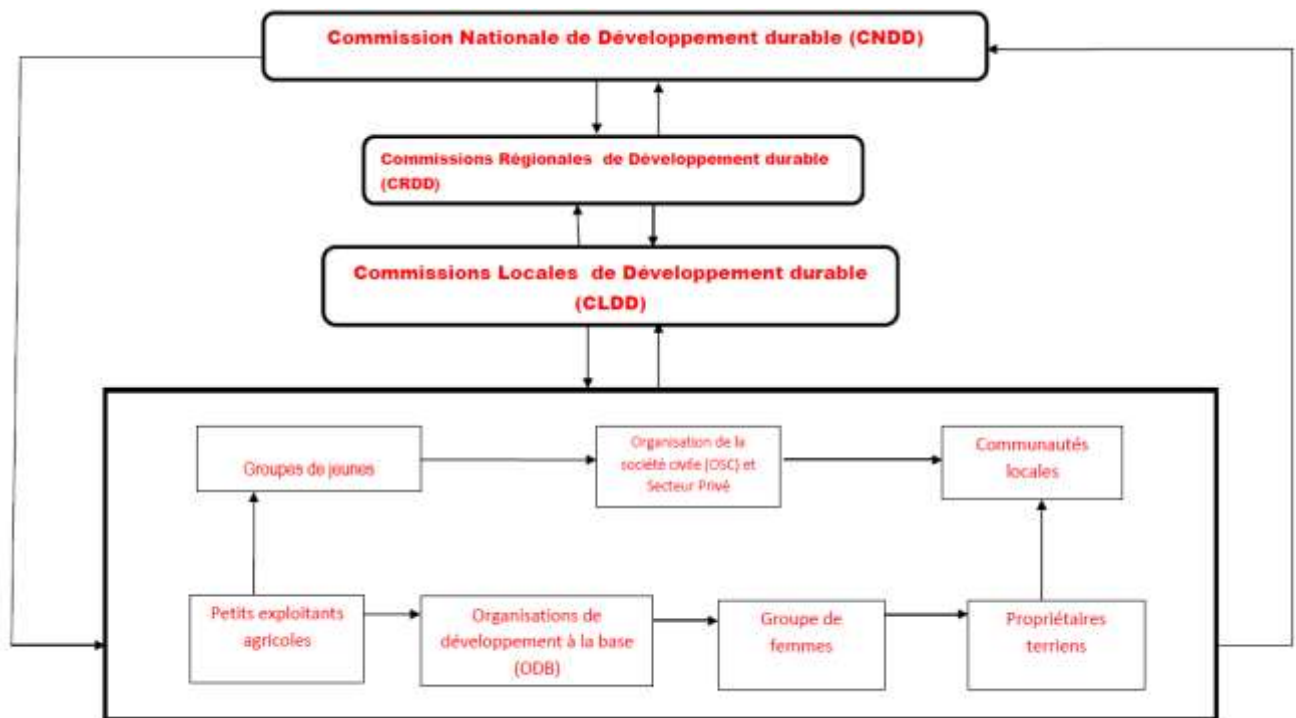 Commission Nationale de Développement durable (CNDD)
Commissions Régionales de Développement durable
(CRDD)
Commissions Locales de Développement durable
(CLDD)
Groupes de jeunes
Organisation de la
société civile (OSC) et
Secteur Privé
Communautés
locales
Petits exploitants
agricoles
Organisations de
développement à la base
(ODB)
Groupe de
femmes
Propriétaires
terriens